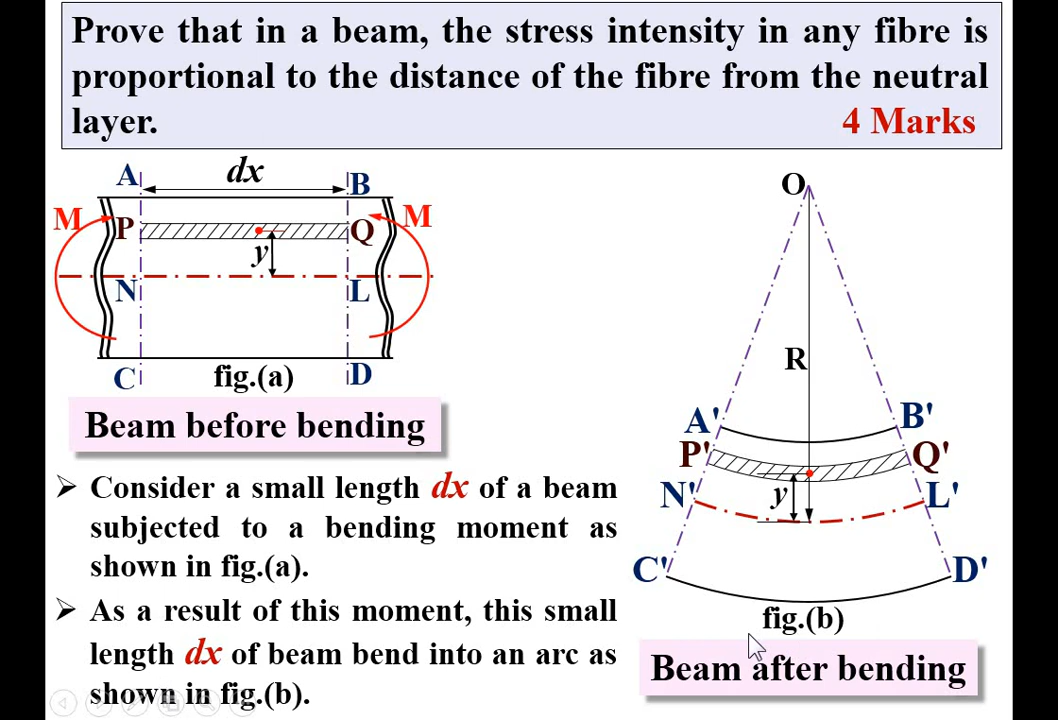 Prove that in a beam, the stress intensity in any fibre is
proportional to the distance of the fibre from the neutral
layer.
4 Marks
A
dx
B
M
P
Q
M
y
N
L
C
fig.(a)
D
Beam before bending
➢ Consider a small length dx of a beam
subjected to a bending moment as
shown in fig.(a).
➢ As a result of this moment, this small
length dx of beam bend into an arc as
shown in fig.(b).
O
R
A'
B'
P'
Q'
N'
y
L'
C'
D'
fig.(b)
Beam after bending